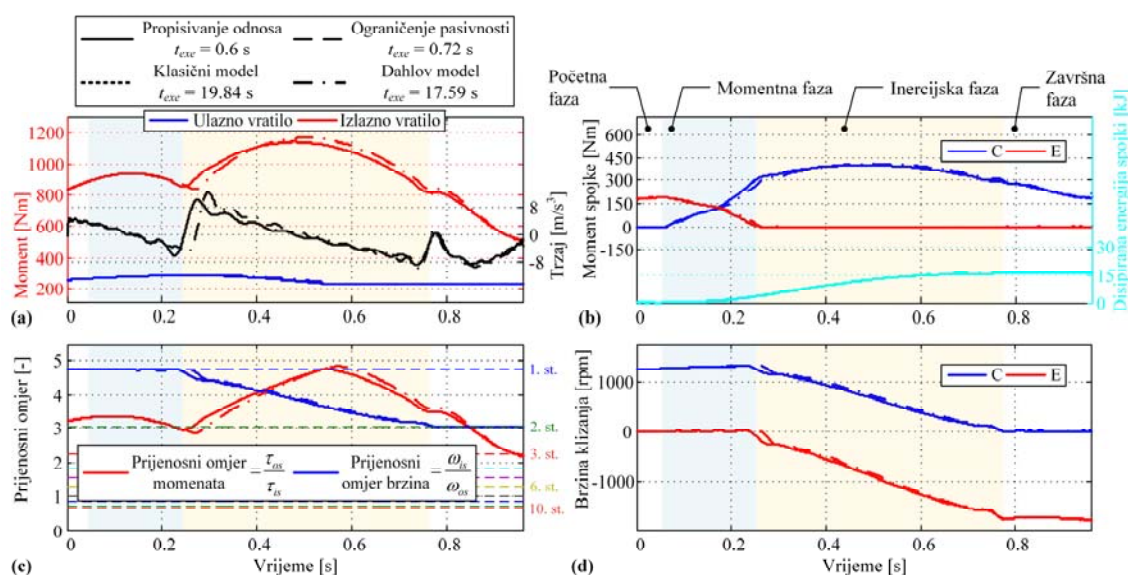 Propisivanje odnosa
t_exe = 0.6 s
Ograničenje pasivnosti
t_exe = 0.72 s
Klasični model
t_exe = 19.84 s
Dahlov model
t_exe = 17.59 s
Ulazno vratilo
Izlazno vratilo
Moment [Nm]
1200
1000
800
600
400
200
8
0
-8
Trzaj [m/s³]
0 0.2 0.4 0.6 0.8
(a)
Početna faza
Momentna faza
Inercijska faza
Završna faza
Moment spojke [Nm]
600
450
300
150
0
-150
C
E
30
15
0
Disipirana energija spojki [kJ]
0 0.2 0.4 0.6 0.8
(b)
Prijenosni omjer [-]
5
4
3
2
1
0
1. st.
2. st.
3. st.
6. st.
10. st.
Prijenosni omjer momenata = τos/τis
Prijenosni omjer brzina = ωis/ωos
0 0.2 0.4 0.6 0.8
Vrijeme [s]
(c)
Brzina klizanja [rpm]
1000
0
-1000
C
E
0 0.2 0.4 0.6 0.8
Vrijeme [s]
(d)